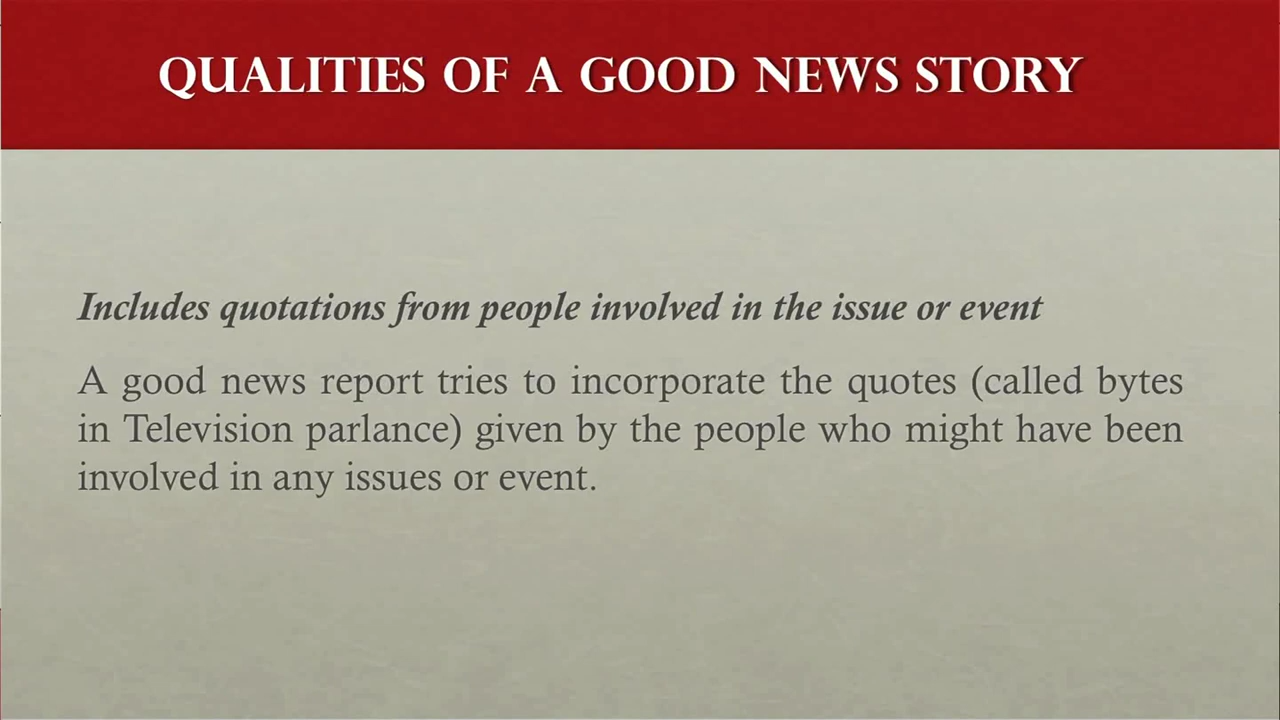 QUALITIES OF A GOOD NEWS STORY
Includes quotations from people involved in the issue or event
A good news report tries to incorporate the quotes (called bytes
in Television parlance) given by the people who might have been
involved in any issues or event.